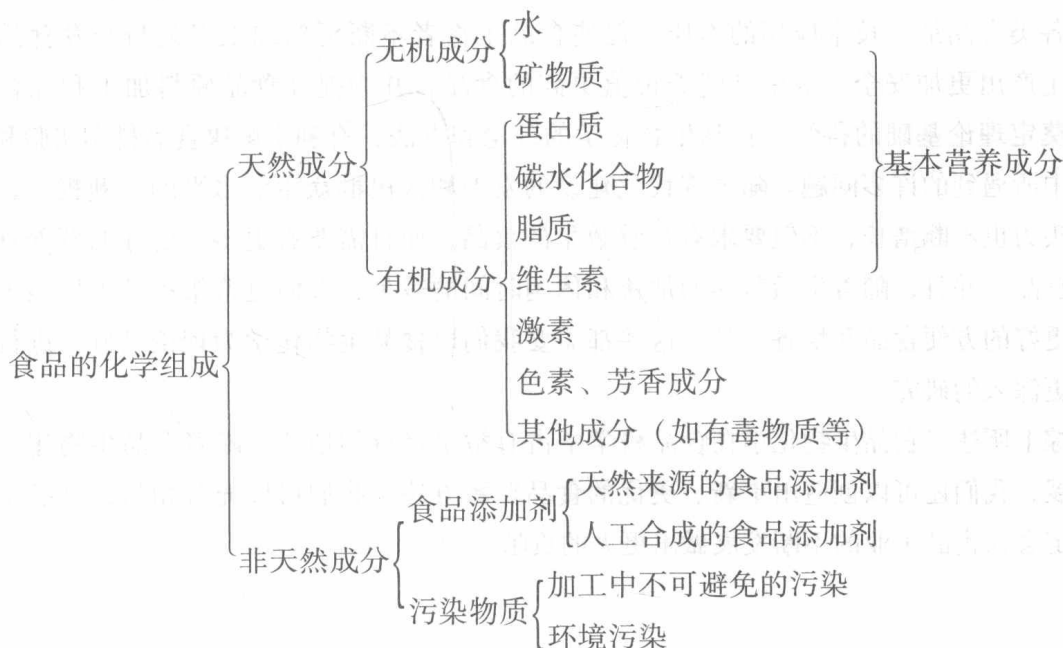 无机成分
水
矿物质
天然成分
蛋白质
碳水化合物
脂质
有机成分
维生素
激素
色素、芳香成分
其他成分（如有毒物质等）
基本营养成分
食品的化学组成
食品添加剂
天然来源的食品添加剂
人工合成的食品添加剂
非天然成分
污染物质
加工中不可避免的污染
环境污染